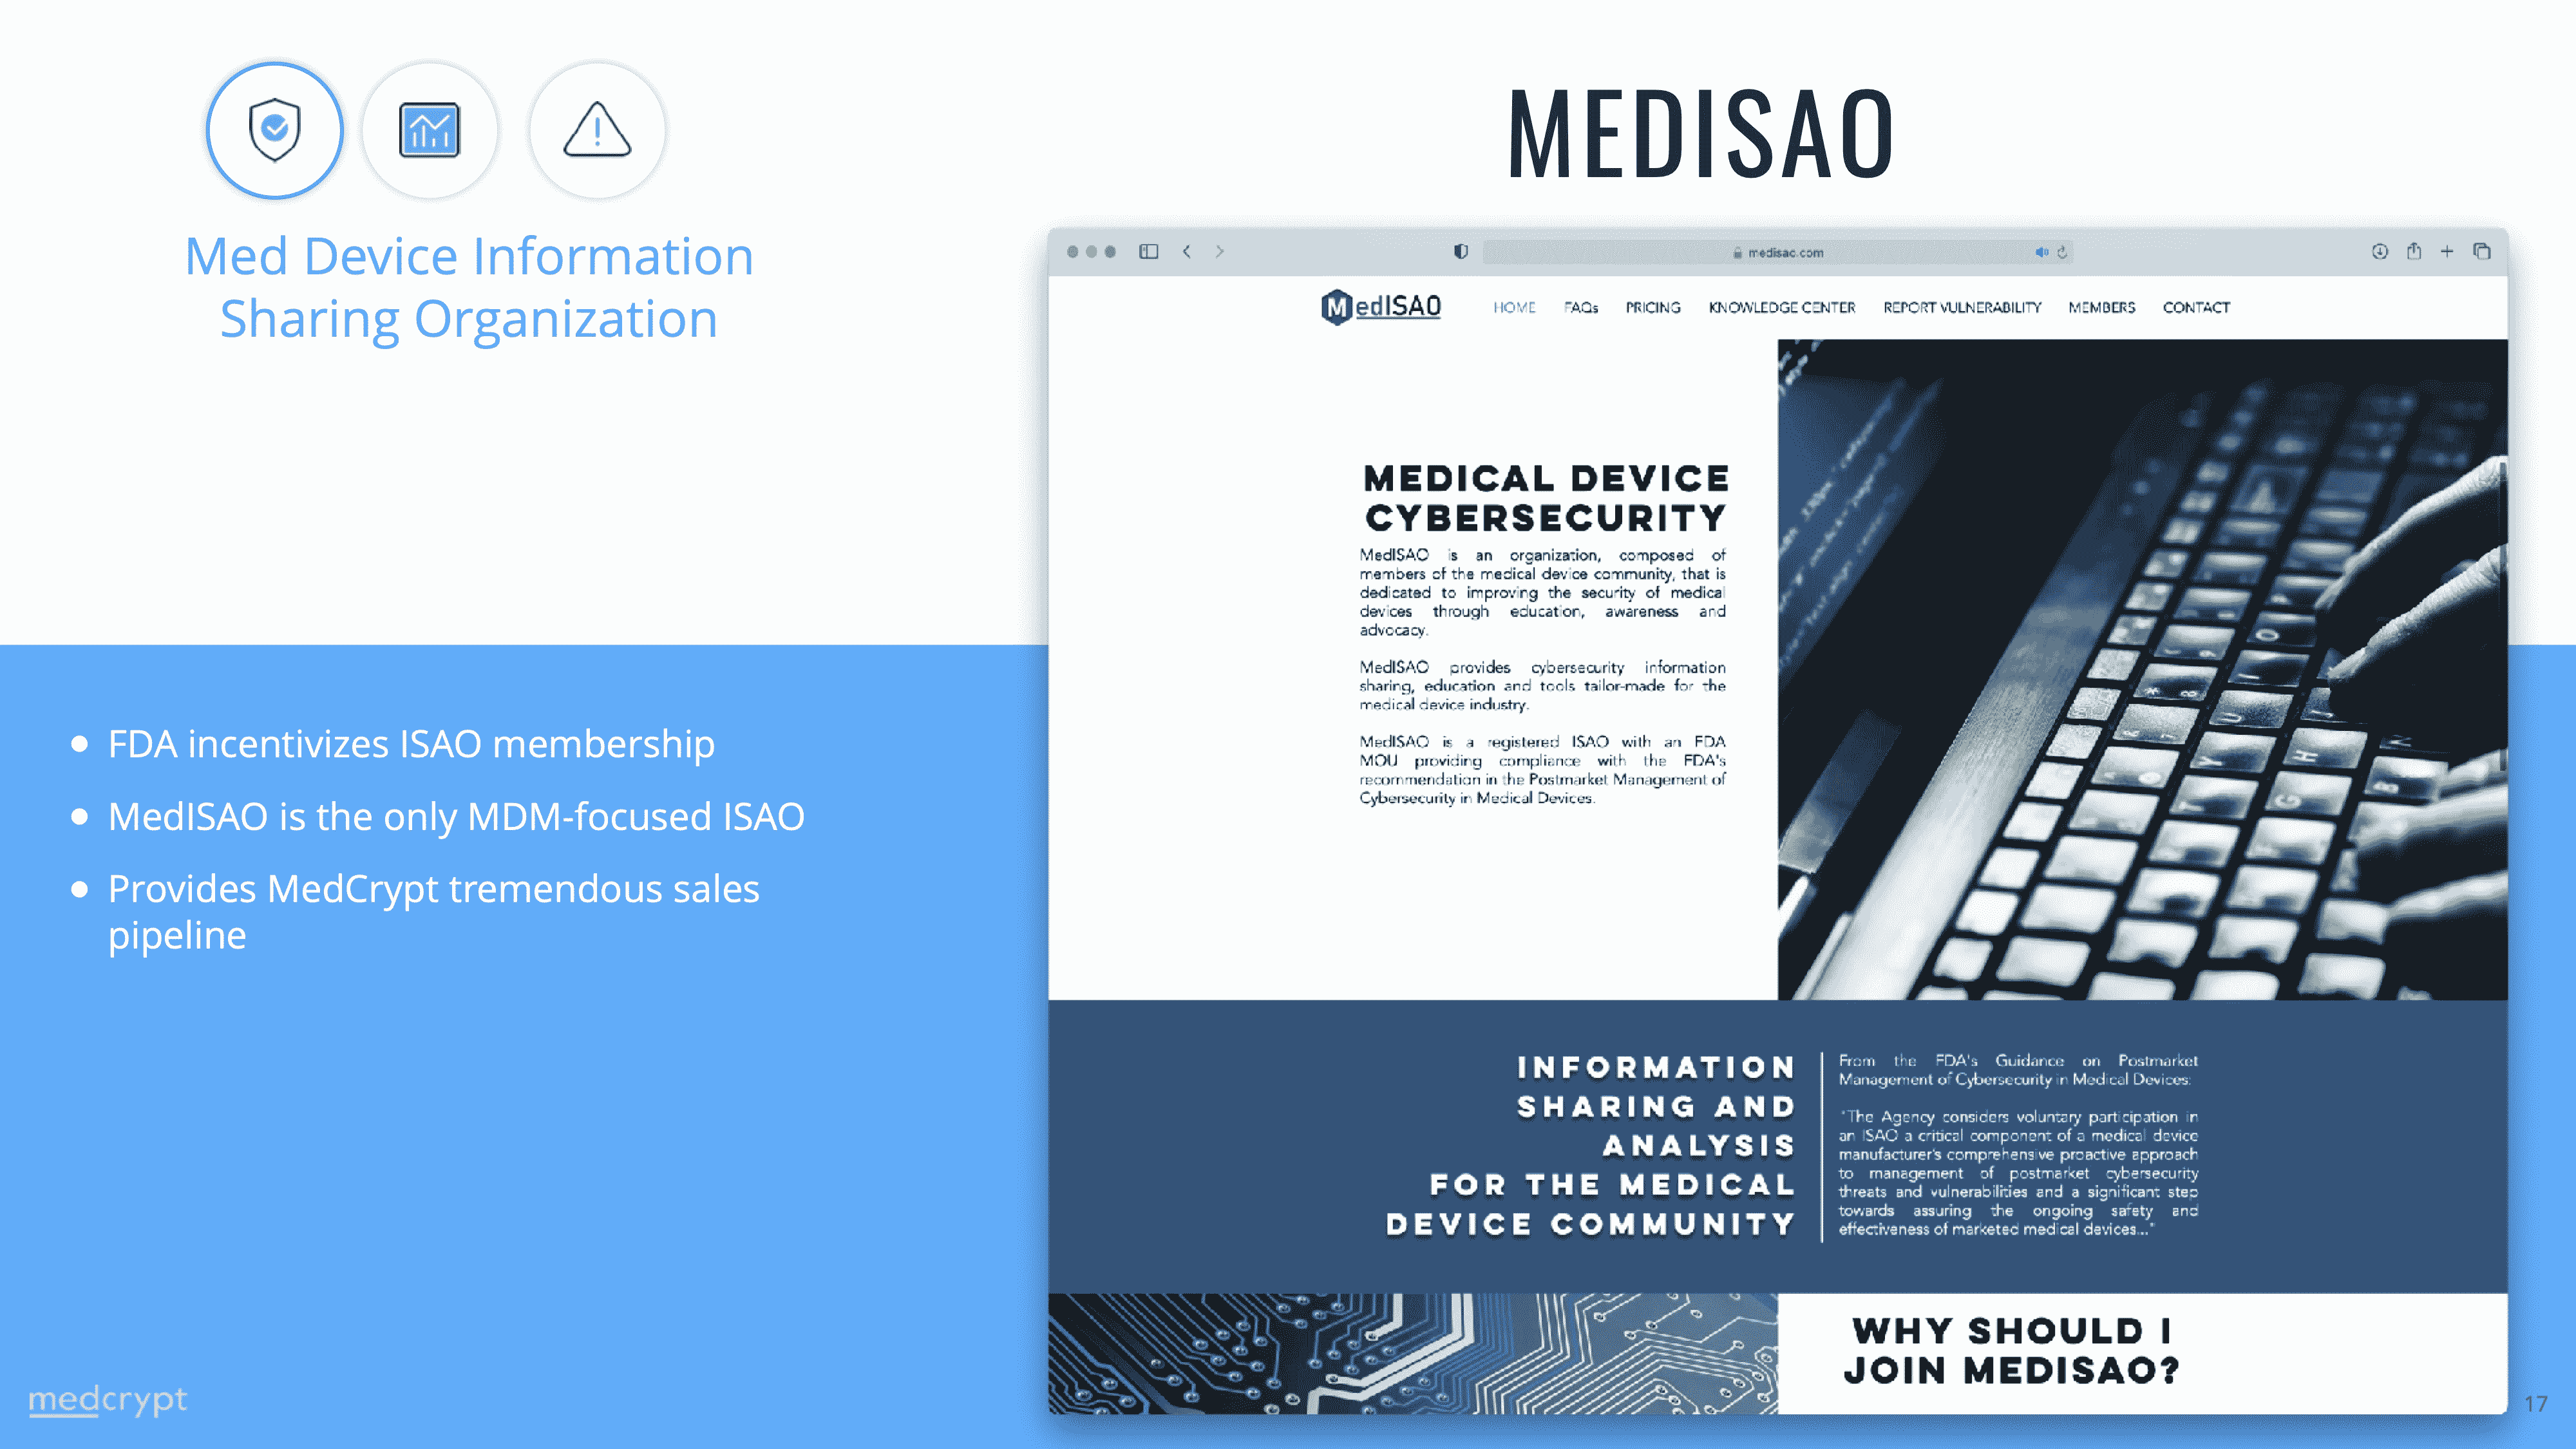 MEDISAO
Med Device Information
Sharing Organization
FDA incentivizes ISAO membership
MedISAO is the only MDM-focused ISAO
Provides MedCrypt tremendous sales
pipeline
medcrypt
medisao.com
MedISAO HOME FAQs PRICING KNOWLEDGE CENTER REPORT VULNERABILITY MEMBERS CONTACT
MEDICAL DEVICE
CYBERSECURITY
MedISAO is an organization, composed of
members of the medical device community, that is
dedicated to improving the security of medical
devices through education, awareness and
advocacy.
MedISAO provides cybersecurity information
sharing, education and tools tailor-made for the
medical device industry.
MedISAO is a registered ISAO with an FDA
MOU providing compliance with the FDA's
recommendation in the Postmarket Management of
Cybersecurity in Medical Devices.
INFORMATION
SHARING AND
ANALYSIS
FOR THE MEDICAL
DEVICE COMMUNITY
From the FDA's Guidance on Postmarket
Management of Cybersecurity in Medical Devices:
"The Agency considers voluntary participation in
an ISAO a critical component of a medical device
manufacturer's comprehensive proactive approach
to management of postmarket cybersecurity
threats and vulnerabilities and a significant step
towards assuring the ongoing safety and
effectiveness of marketed medical devices..."
WHY SHOULD I
JOIN MEDISAO?
17